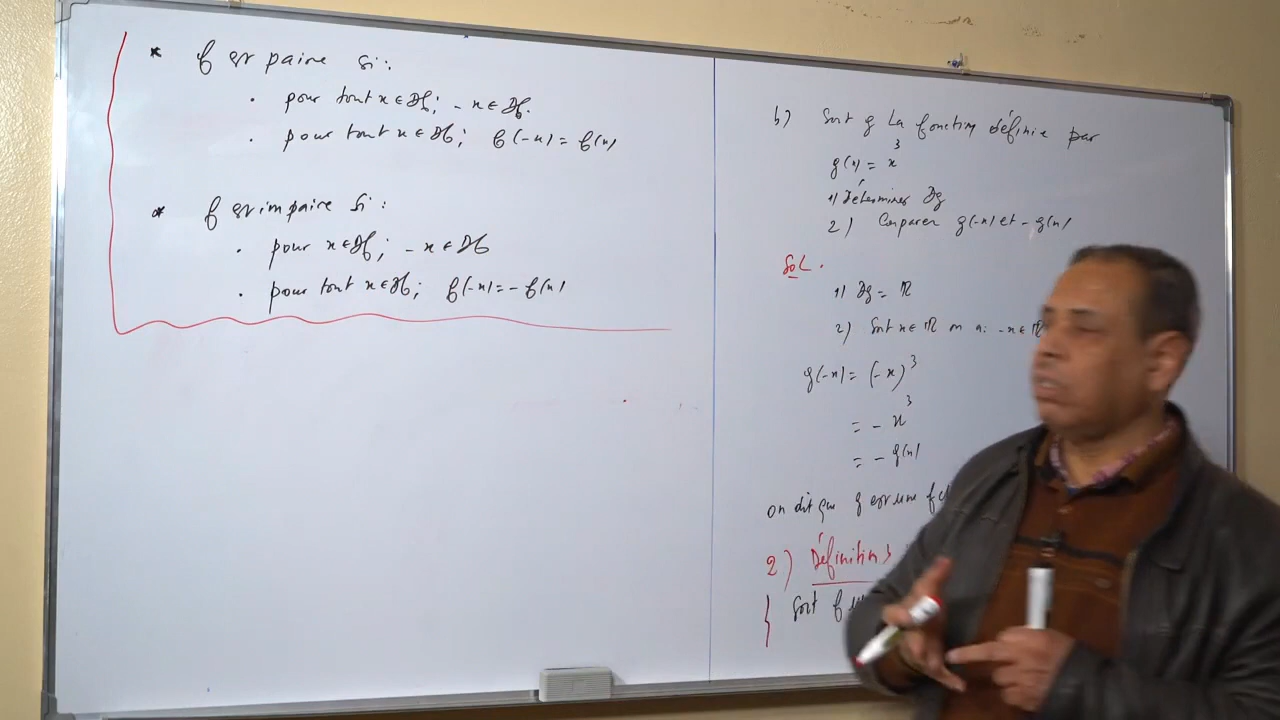 * f est paire si :
. pour tout x ∈ Df ; - x ∈ Df.
. pour tout x ∈ Df ; f(-x) = f(x)
* f est impaire si :
. pour x ∈ Df ; - x ∈ Df
. pour tout x ∈ Df ; f(-x) = - f(x)
b) Soit g La fonction définie par
g(x) = x³
1) Déterminer Dg
2) Comparer g(-x) et - g(x)
Sol.
1) Dg = ℝ
2) Soit x ∈ ℝ on a : - x ∈ ℝ
g(-x) = (-x)³
= - x³
= - g(x)
on dit que g est une
2) Définitions
Soit f